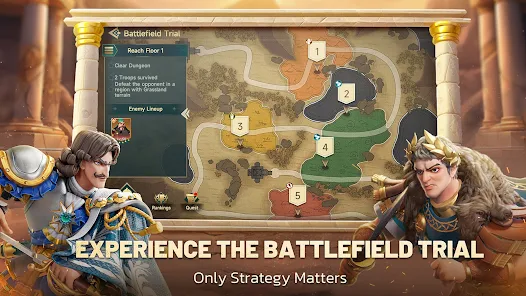 Battlefield Trial
Reach Floor 1
Clear Dungeon
2 Troops survived
Defeat the opponent in a
region with Grassland
terrain
Enemy Lineup
1
2
3
4
5
Rankings
Quest
EXPERIENCE THE BATTLEFIELD TRIAL
Only Strategy Matters